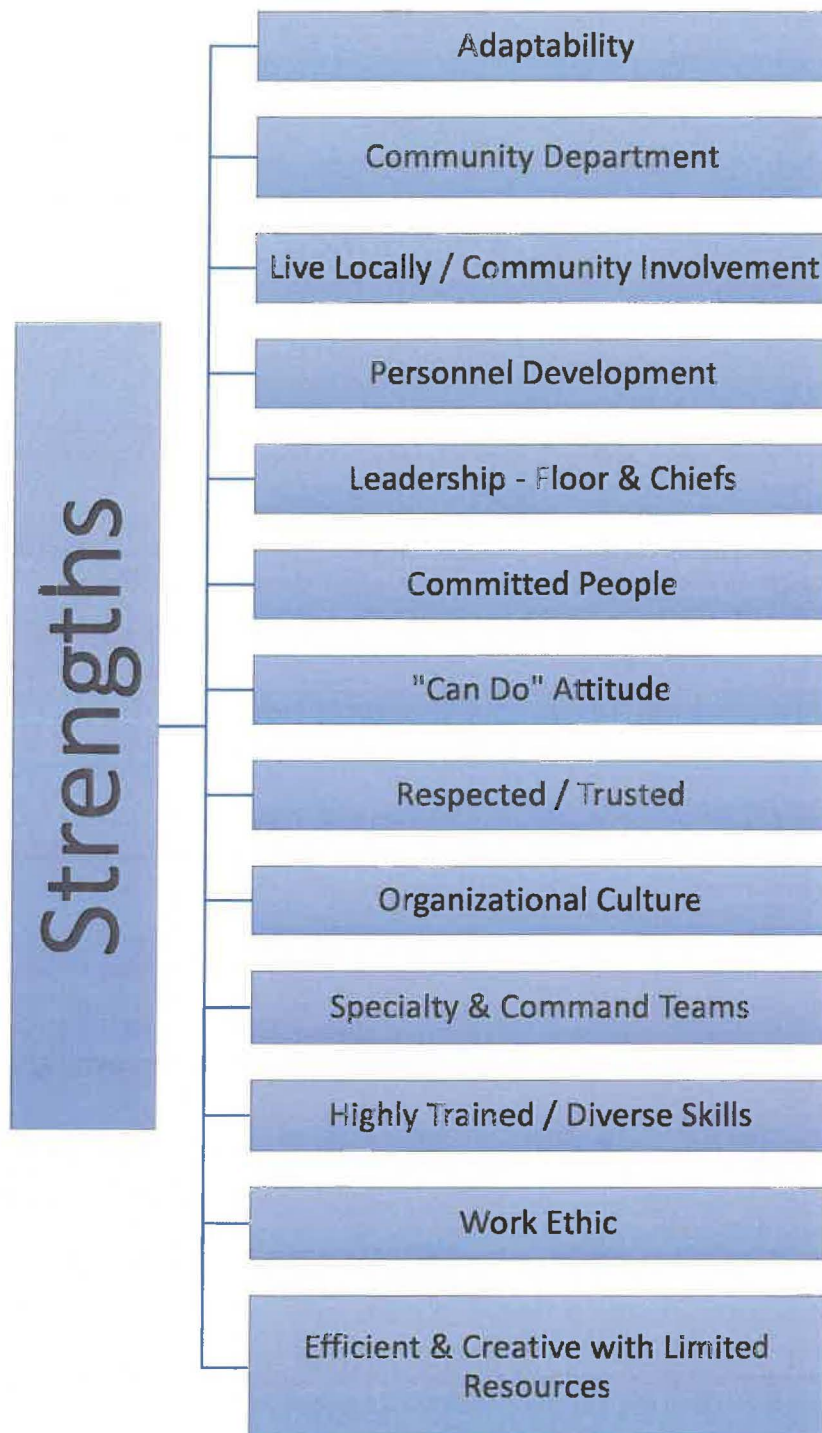 Strengths
Adaptability
Community Department
Live Locally / Community Involvement
Personnel Development
Leadership - Floor & Chiefs
Committed People
"Can Do" Attitude
Respected / Trusted
Organizational Culture
Specialty & Command Teams
Highly Trained / Diverse Skills
Work Ethic
Efficient & Creative with Limited
Resources